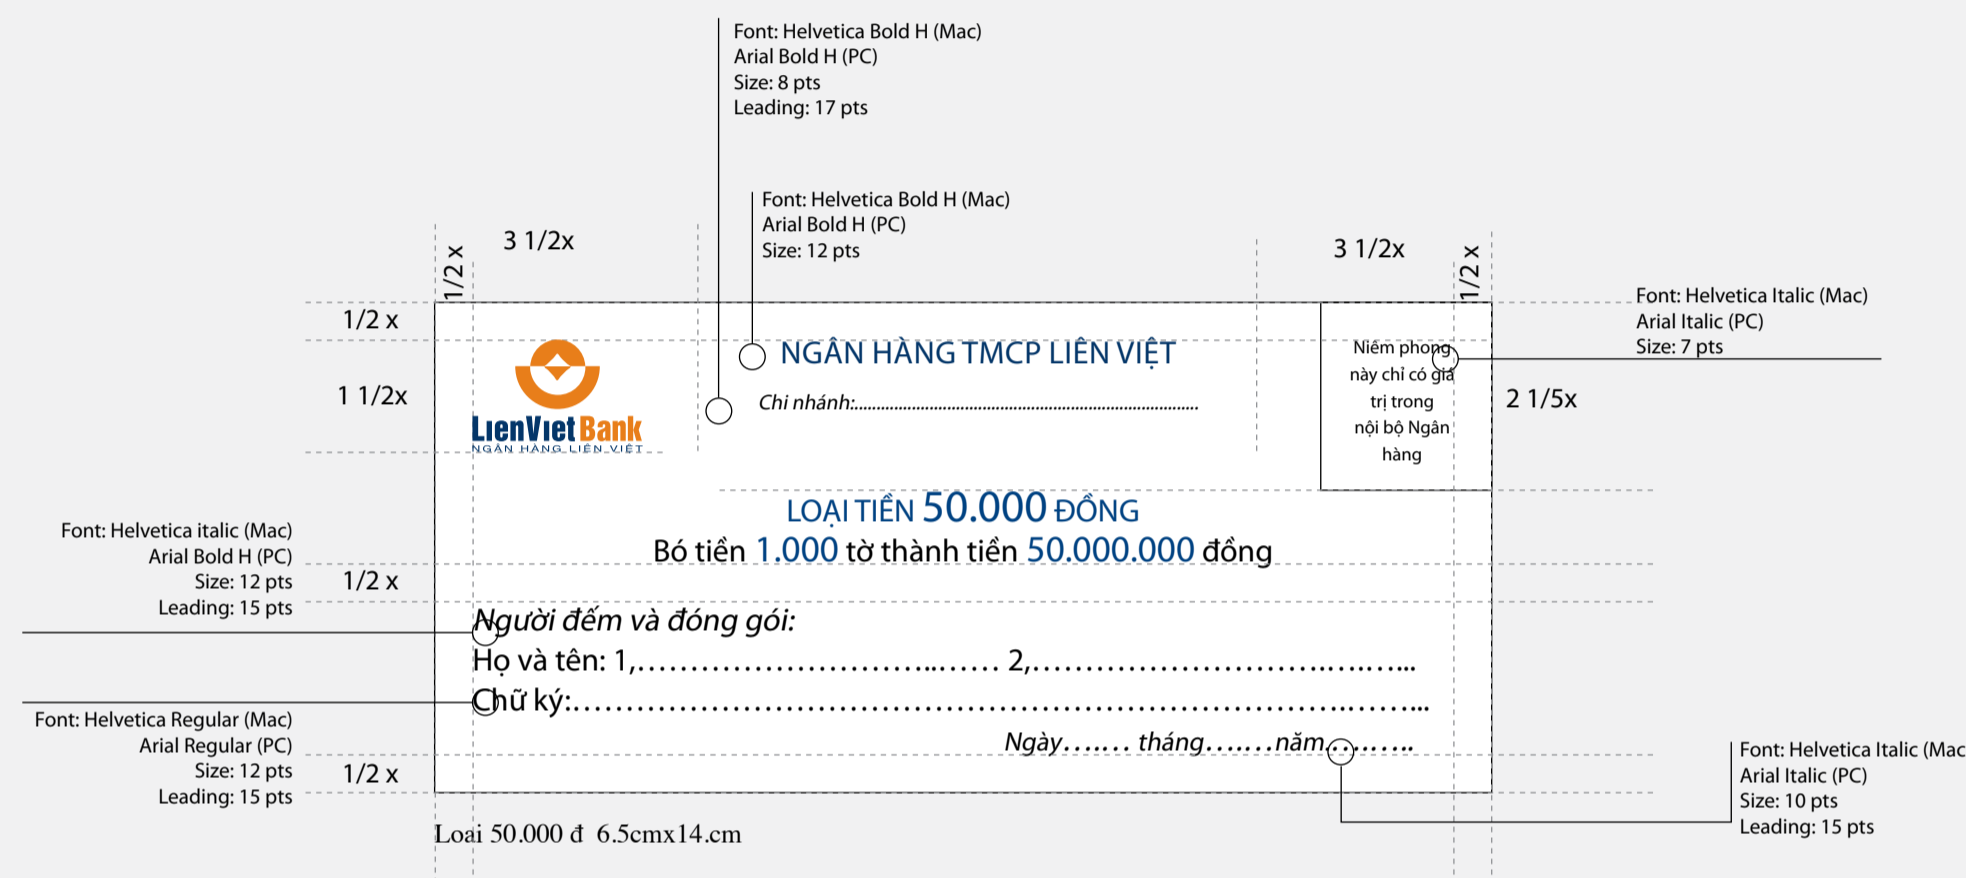 Font: Helvetica Bold H (Mac)
Arial Bold H (PC)
Size: 8 pts
Leading: 17 pts
Font: Helvetica Bold H (Mac)
Arial Bold H (PC)
Size: 12 pts
3 1/2x
3 1/2x
1/2 x
1/2 x
Font: Helvetica Italic (Mac)
Arial Italic (PC)
Size: 7 pts
1/2 x
1 1/2x
2 1/5x
LienViet Bank
NGÂN HÀNG LIÊN VIỆT
NGÂN HÀNG TMCP LIÊN VIỆT
Chi nhánh:..............................................................................
Niêm phong
này chỉ có giá
trị trong
nội bộ Ngân
hàng
LOẠI TIỀN 50.000 ĐỒNG
Bó tiền 1.000 tờ thành tiền 50.000.000 đồng
Font: Helvetica italic (Mac)
Arial Bold H (PC)
Size: 12 pts
Leading: 15 pts
1/2 x
Người đếm và đóng gói:
Họ và tên: 1,………………………...…… 2,……………………….….…...
Chữ ký:……………………………………………………………….……...
Ngày….… tháng….…năm….…..
Font: Helvetica Regular (Mac)
Arial Regular (PC)
Size: 12 pts
Leading: 15 pts
1/2 x
Font: Helvetica Italic (Mac
Arial Italic (PC)
Size: 10 pts
Leading: 15 pts
Loai 50.000 đ 6.5cmx14.cm